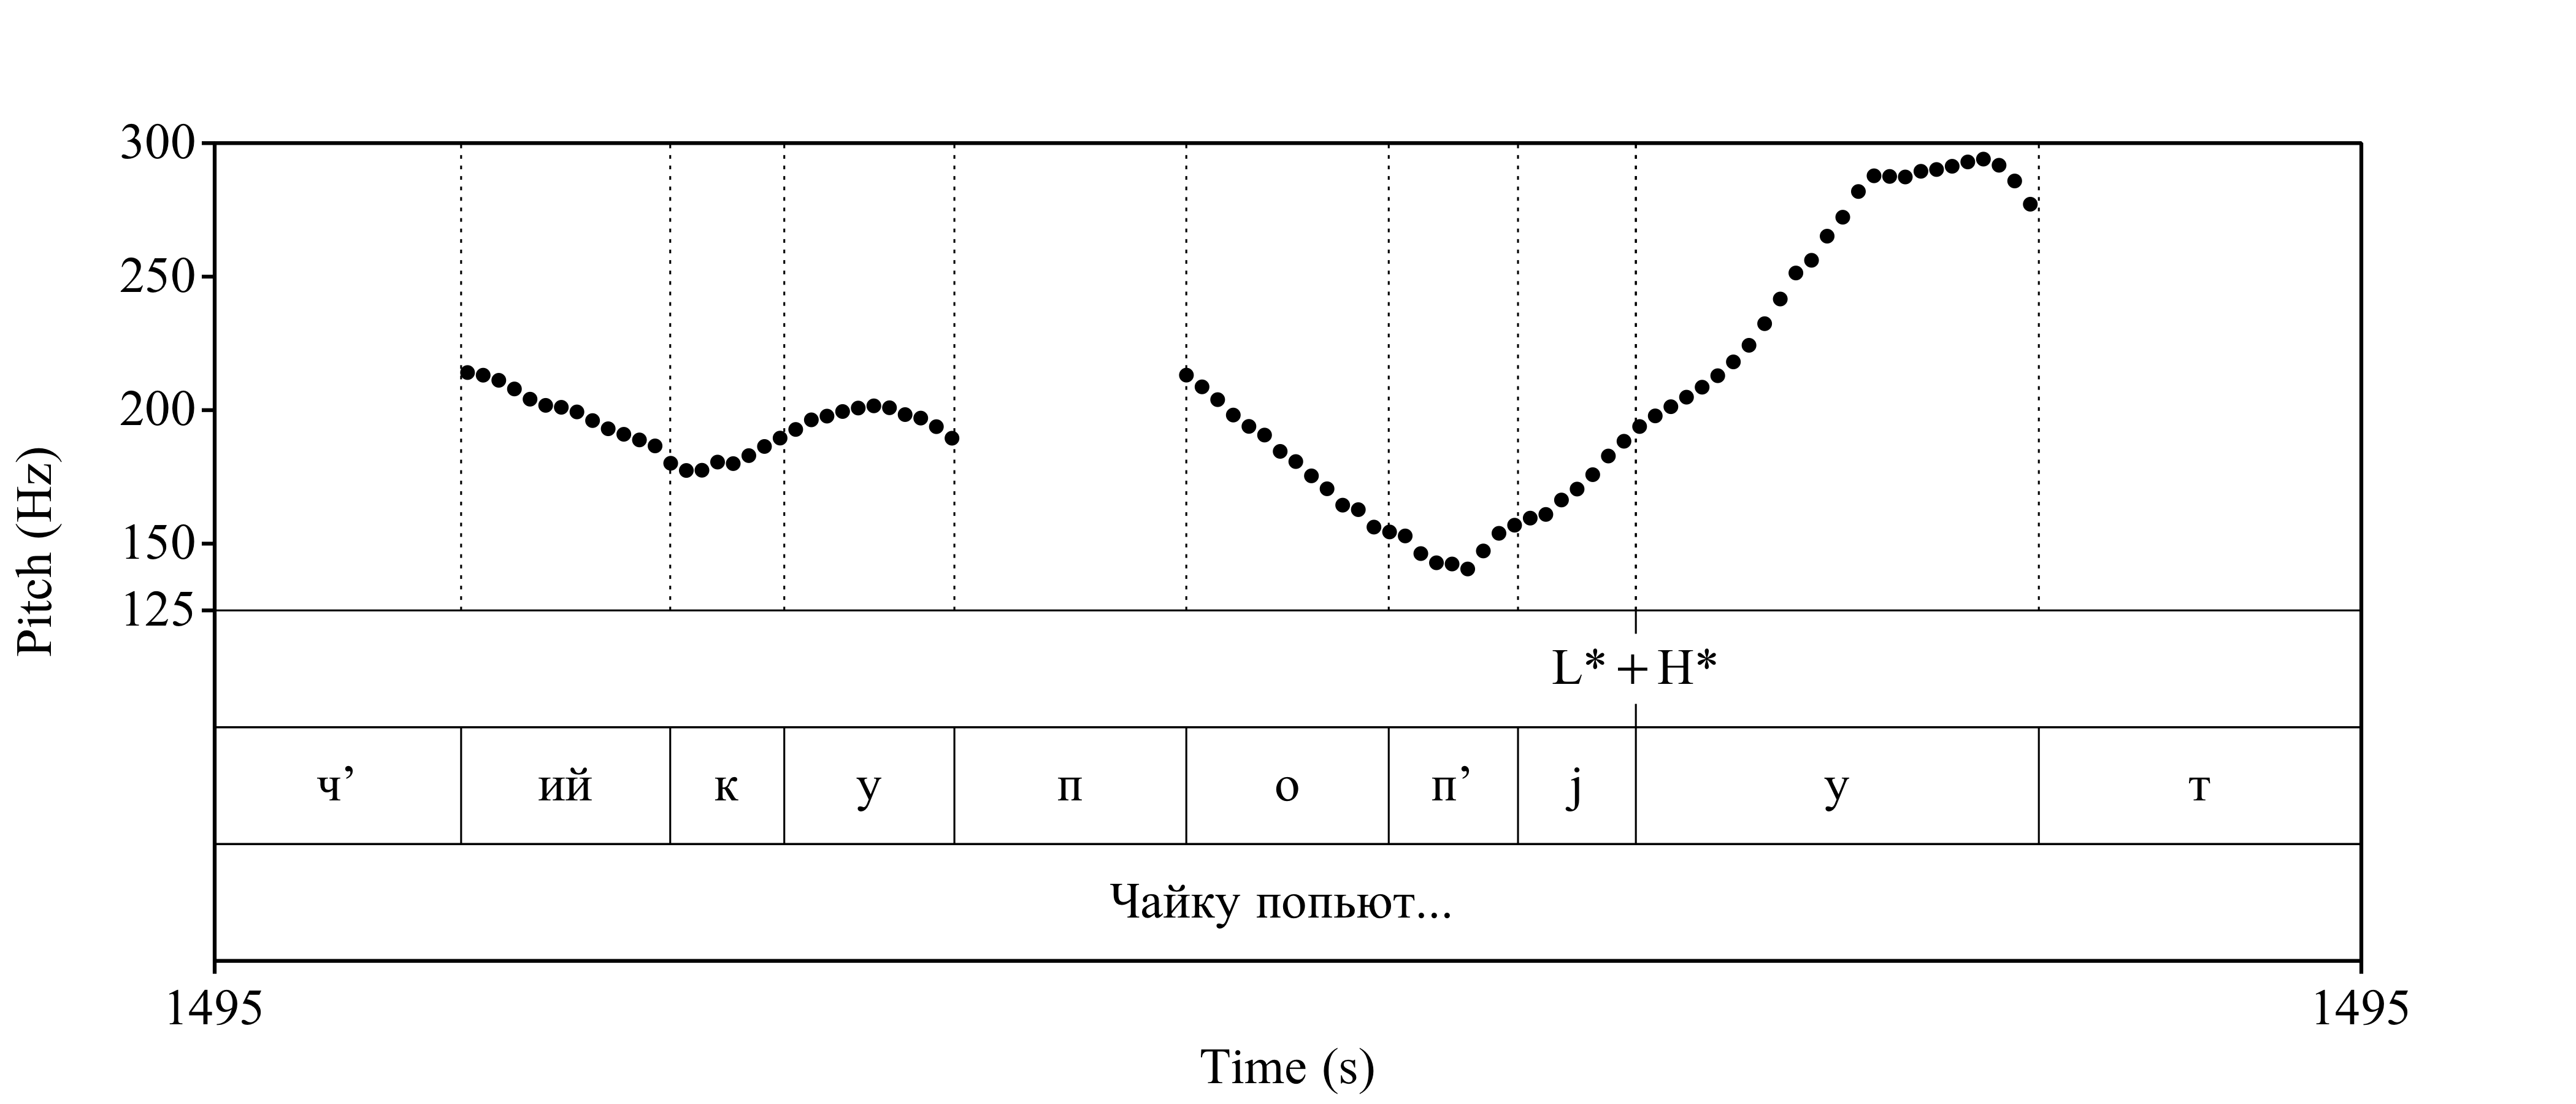 300
250
200
150
125
Pitch (Hz)
L* + H*
ч’ ий к у п о п’ j у т
Чайку попьют...
1495 1495
Time (s)